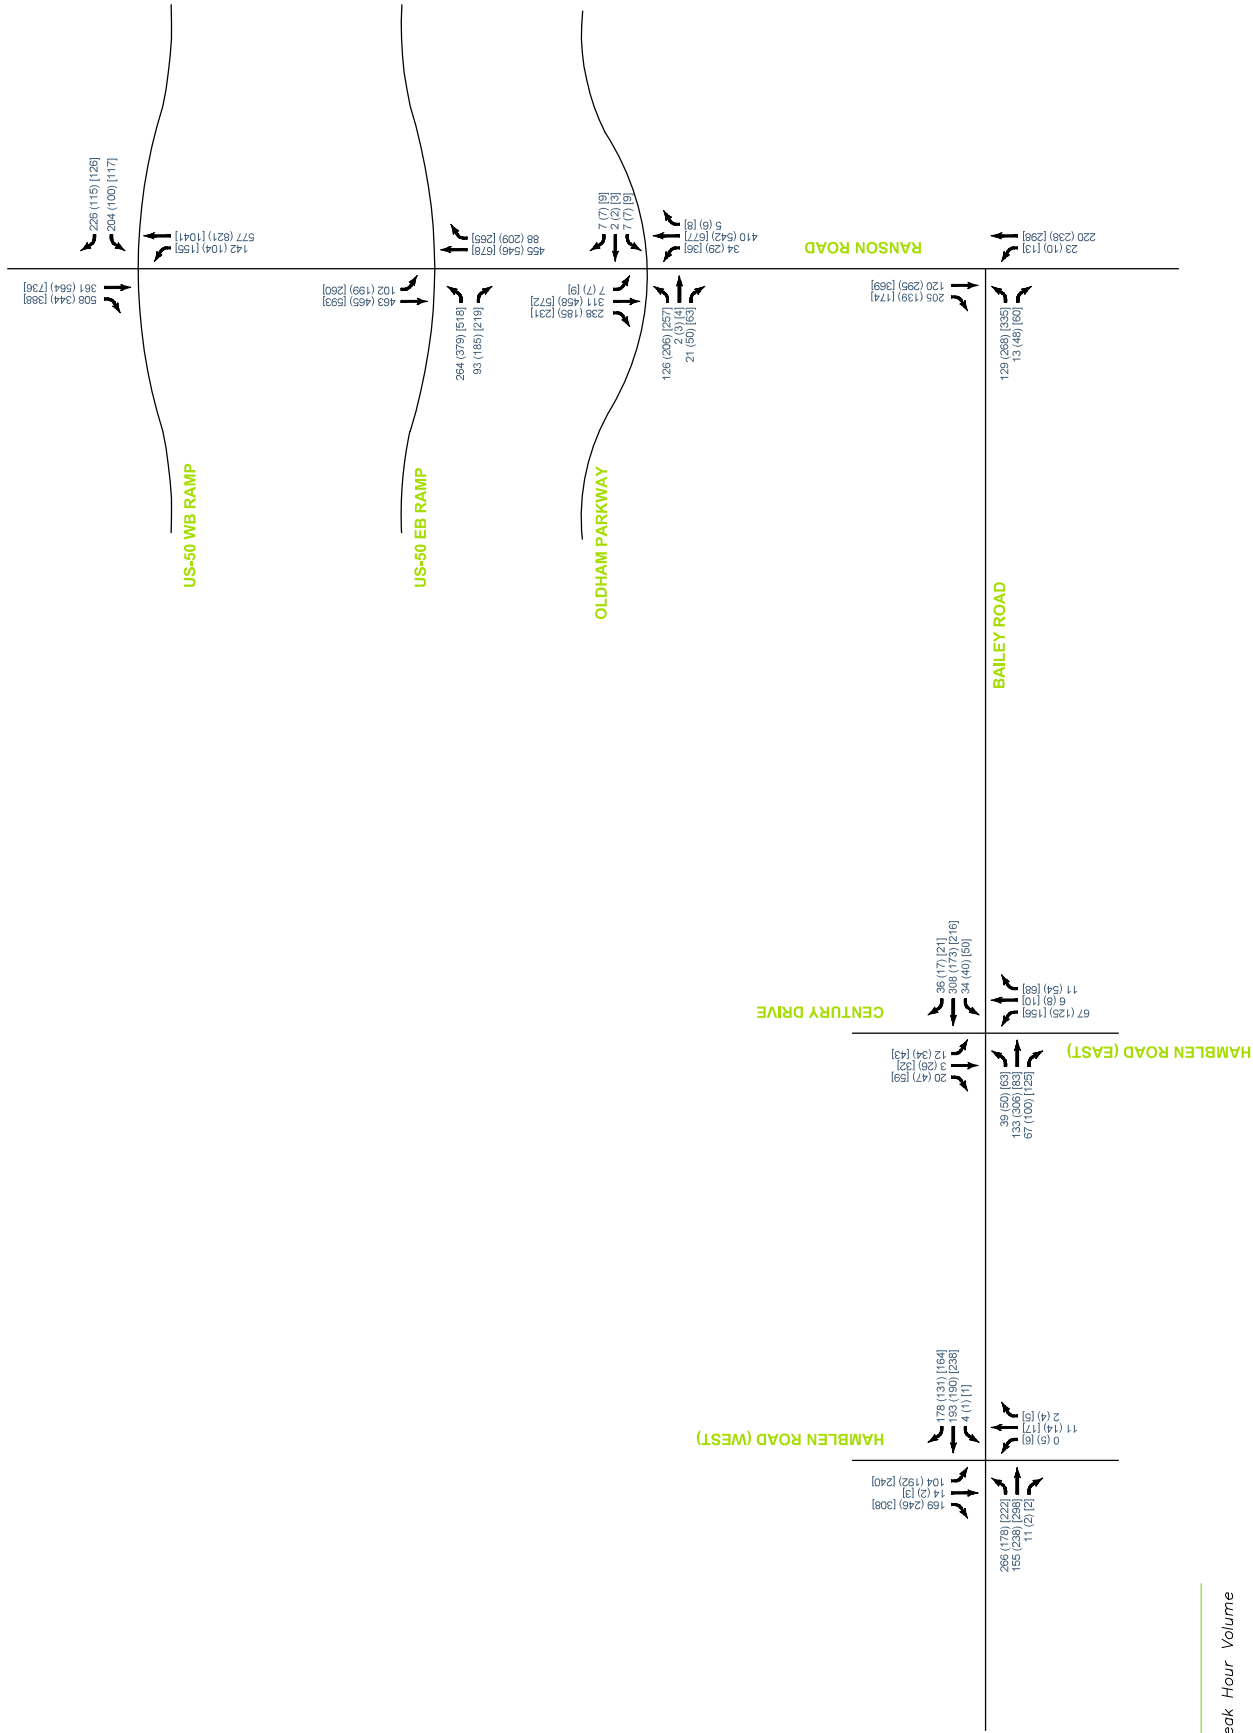 226 (115) [126]
204 (100) [117]
577 (821) [1041]
142 (104) [155]
361 (564) [736]
508 (344) [388]
US-50 WB RAMP
88 (209) [265]
455 (546) [678]
102 (199) [260]
463 (465) [593]
264 (379) [518]
93 (185) [219]
US-50 EB RAMP
7 (7) [9]
2 (2) [3]
7 (7) [9]
5 (6) [8]
410 (542) [677]
34 (29) [36]
7 (7) [9]
311 (458) [572]
238 (185) [231]
126 (206) [257]
2 (3) [4]
21 (50) [63]
OLDHAM PARKWAY
RANSON ROAD
220 (238) [298]
23 (10) [13]
120 (295) [369]
205 (139) [174]
129 (268) [335]
13 (48) [60]
BAILEY ROAD
36 (17) [21]
308 (173) [216]
34 (40) [50]
CENTURY DRIVE
11 (54) [68]
6 (8) [10]
67 (125) [156]
12 (34) [43]
3 (26) [32]
20 (47) [59]
HAMBLEN ROAD (EAST)
39 (50) [63]
133 (306) [83]
67 (100) [125]
178 (131) [164]
193 (190) [238]
4 (1) [1]
HAMBLEN ROAD (WEST)
2 (4) [5]
11 (14) [17]
0 (5) [6]
104 (192) [240]
14 (2) [3]
169 (246) [308]
266 (178) [222]
155 (238) [298]
11 (2) [2]
eak Hour Volume